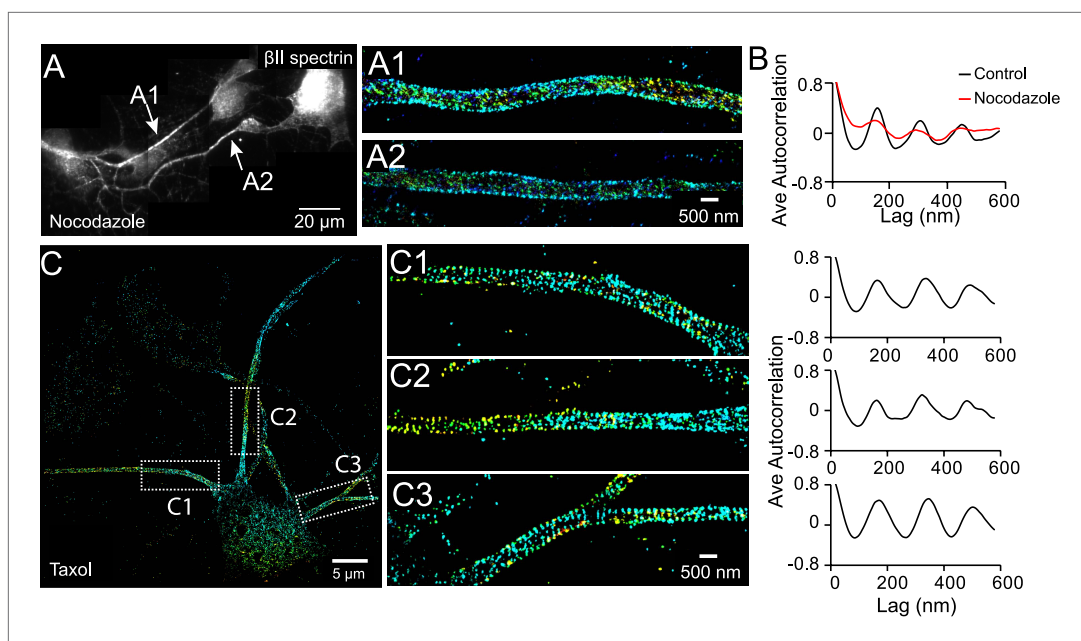 A
βII spectrin
A1
A2
Nocodazole
20 μm
A1
A2
500 nm
B
Control
Nocodazole
Ave Autocorrelation
0.8
0
-0.8
0
200
400
600
Lag (nm)
C
C2
C3
C1
Taxol
5 μm
C1
C2
C3
500 nm
Ave Autocorrelation
0.8
0
-0.8
0
200
400
600
0.8
0
-0.8
0
200
400
600
0.8
0
-0.8
0
200
400
600
Lag (nm)